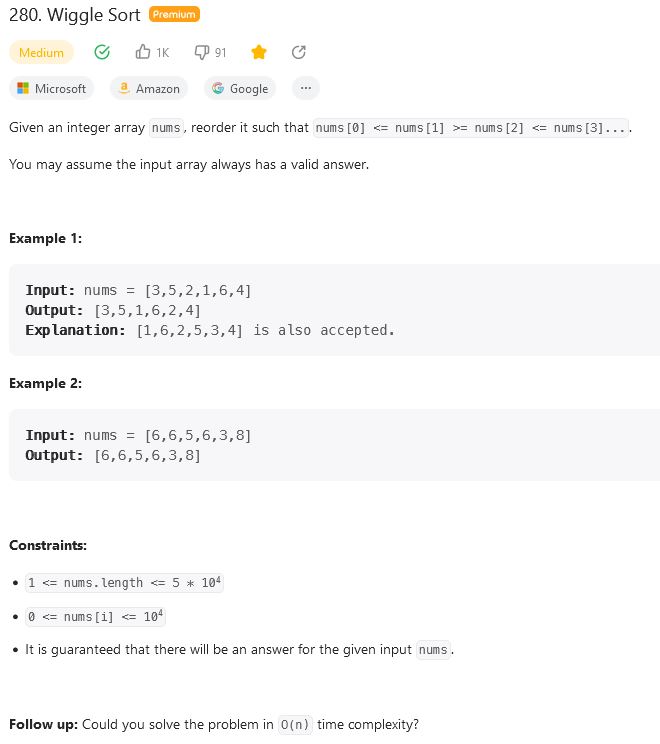 280. Wiggle Sort Premium
Medium 1K 91
Microsoft Amazon Google ...
Given an integer array nums, reorder it such that nums[0] <= nums[1] >= nums[2] <= nums[3]....
You may assume the input array always has a valid answer.
Example 1:
Input: nums = [3,5,2,1,6,4]
Output: [3,5,1,6,2,4]
Explanation: [1,6,2,5,3,4] is also accepted.
Example 2:
Input: nums = [6,6,5,6,3,8]
Output: [6,6,5,6,3,8]
Constraints:
• 1 <= nums.length <= 5 * 10⁴
• 0 <= nums[i] <= 10⁴
• It is guaranteed that there will be an answer for the given input nums.
Follow up: Could you solve the problem in O(n) time complexity?